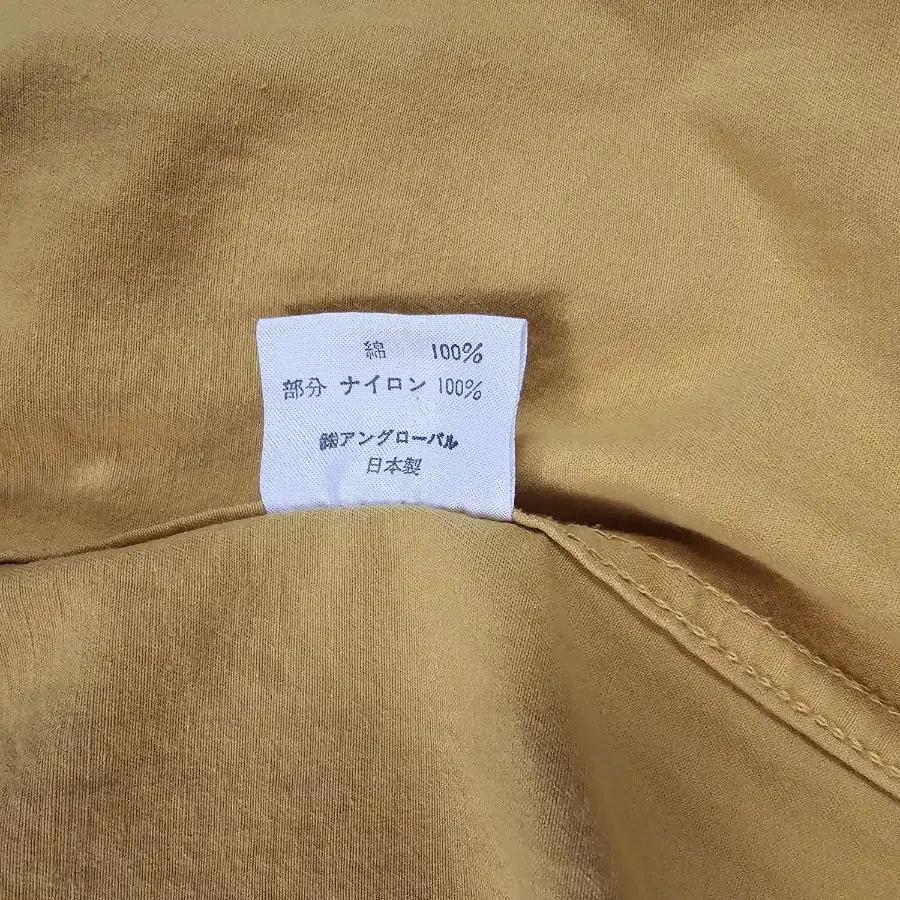 綿 100%
部分 ナイロン 100%
㈱アングローバル
日本製